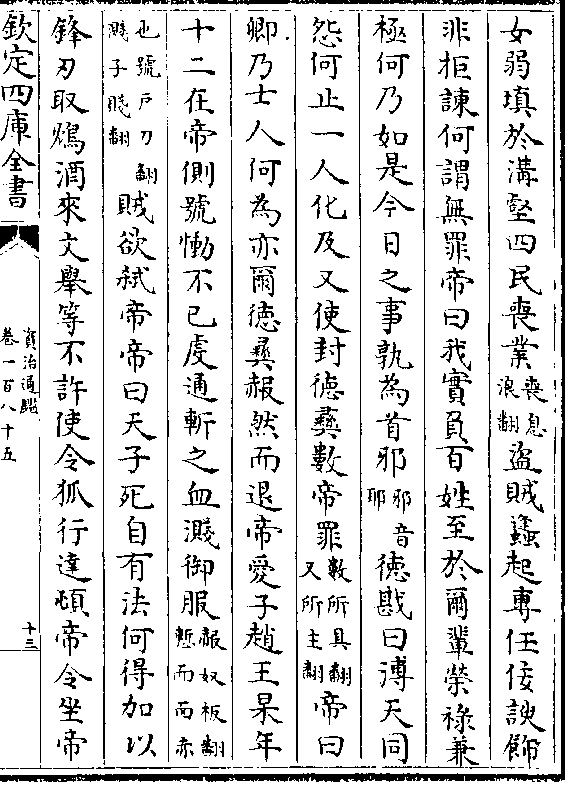 女弱填於溝壑四民喪業喪息浪翻盜賊蠭起專任佞諛飾
非拒諫何謂無罪帝曰我實負百姓至於爾輩榮祿兼
極何乃如是今日之事孰為首邪邪音耶德戡曰溥天同
怨何止一人化及又使封德彞數帝罪數所具翻又所主翻帝曰
卿乃士人何為亦爾德彞赧然而退帝愛子趙王杲年
十二在帝側號慟不已䖍通斬之血濺御服赧奴板翻慙而面赤
也號戶刀翻濺子賤翻賊欲弑帝帝曰天子死自有法何得加以
鋒刃取鴆酒來文舉等不許使令狐行達頓帝令坐帝
欽定四庫全書
資治通鑑
卷一百八十五
十三